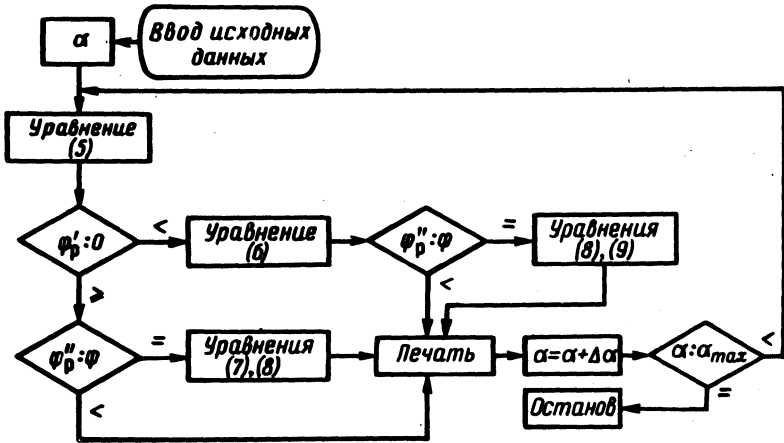 α
Ввод исходных
данных
Уравнение
(5)
φ'р:0
<
Уравнение
(6)
φ''р:φ
=
Уравнения
(8),(9)
<
≥
φ''р:φ
=
Уравнения
(7),(8)
Печать
α=α+Δα
α:αmax
<
=
Останов
<